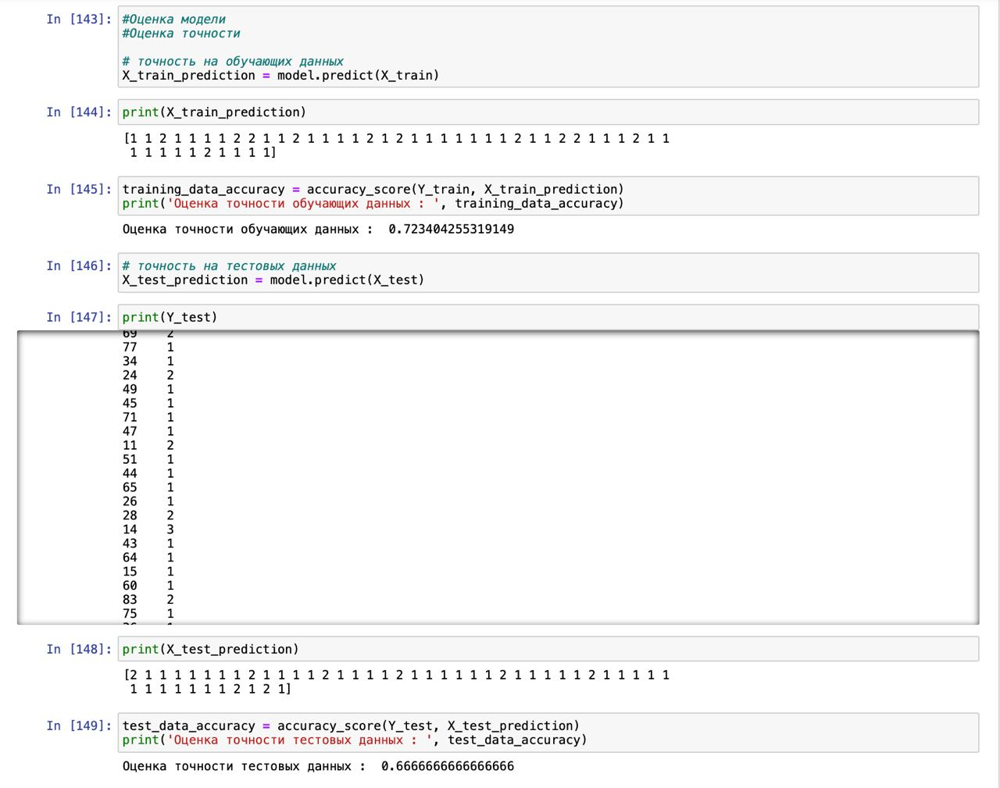 In [143]: #Оценка модели
#Оценка точности
# точность на обучающих данных
X_train_prediction = model.predict(X_train)
In [144]: print(X_train_prediction)
[1 1 2 1 1 1 1 2 2 1 1 2 1 1 1 1 2 1 2 1 1 1 1 1 1 1 2 1 1 2 2 1 1 1 2 1 1
1 1 1 1 1 2 1 1 1 1]
In [145]: training_data_accuracy = accuracy_score(Y_train, X_train_prediction)
print('Оценка точности обучающих данных : ', training_data_accuracy)
Оценка точности обучающих данных :  0.723404255319149
In [146]: # точность на тестовых данных
X_test_prediction = model.predict(X_test)
In [147]: print(Y_test)
69 2
77 1
34 1
24 2
49 1
45 1
71 1
47 1
11 2
51 1
44 1
65 1
26 1
28 2
14 3
43 1
64 1
15 1
60 1
83 2
75 1
In [148]: print(X_test_prediction)
[2 1 1 1 1 1 1 1 2 1 1 1 1 2 1 1 1 1 2 1 1 1 1 1 1 2 1 1 1 1 1 2 1 1 1 1 1
1 1 1 1 1 1 1 2 1 2 1]
In [149]: test_data_accuracy = accuracy_score(Y_test, X_test_prediction)
print('Оценка точности тестовых данных : ', test_data_accuracy)
Оценка точности тестовых данных :  0.6666666666666666